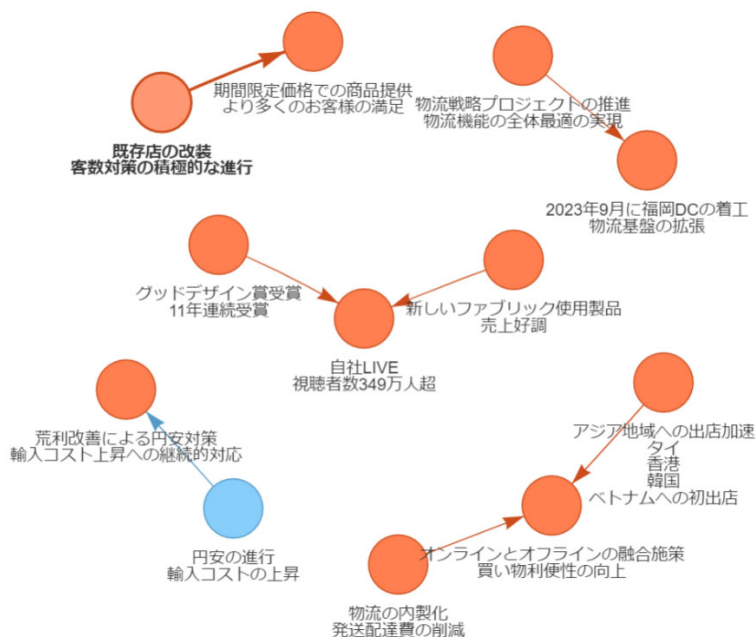 期間限定価格での商品提供
より多くのお客様の満足
既存店の改装
客数対策の積極的な進行
物流戦略プロジェクトの推進
物流機能の全体最適の実現
2023年9月に福岡DCの着工
物流基盤の拡張
グッドデザイン賞受賞
11年連続受賞
新しいファブリック使用製品
売上好調
自社LIVE
視聴者数349万人超
荒利改善による円安対策
輸入コスト上昇への継続的対応
円安の進行
輸入コストの上昇
アジア地域への出店加速
タイ
香港
韓国
ベトナムへの初出店
オンラインとオフラインの融合施策
買い物利便性の向上
物流の内製化
発送配達費の削減